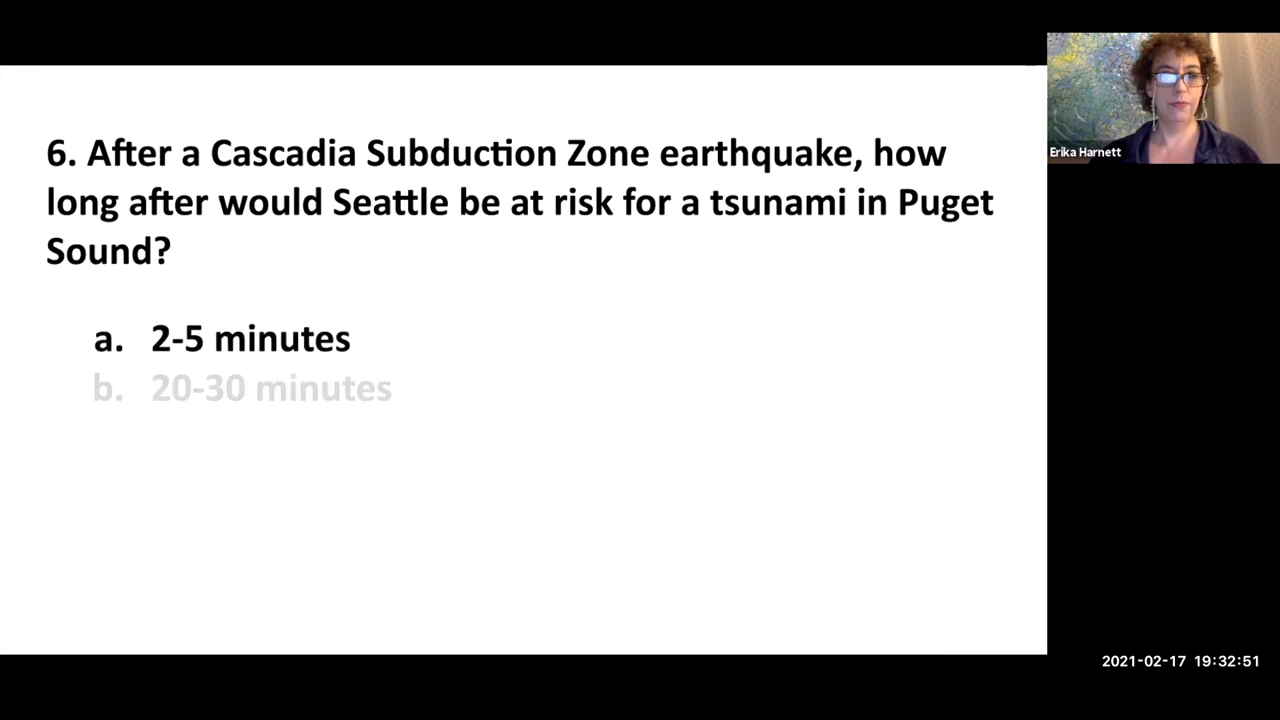 6. After a Cascadia Subduction Zone earthquake, how
long after would Seattle be at risk for a tsunami in Puget
Sound?
a. 2-5 minutes
b. 20-30 minutes
Erika Harnett
2021-02-17 19:32:51